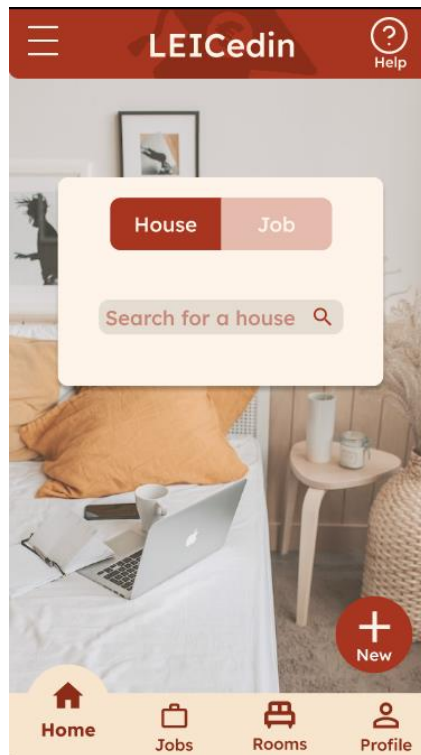 LEICedin
Help
House
Job
Search for a house
New
Home
Jobs
Rooms
Profile